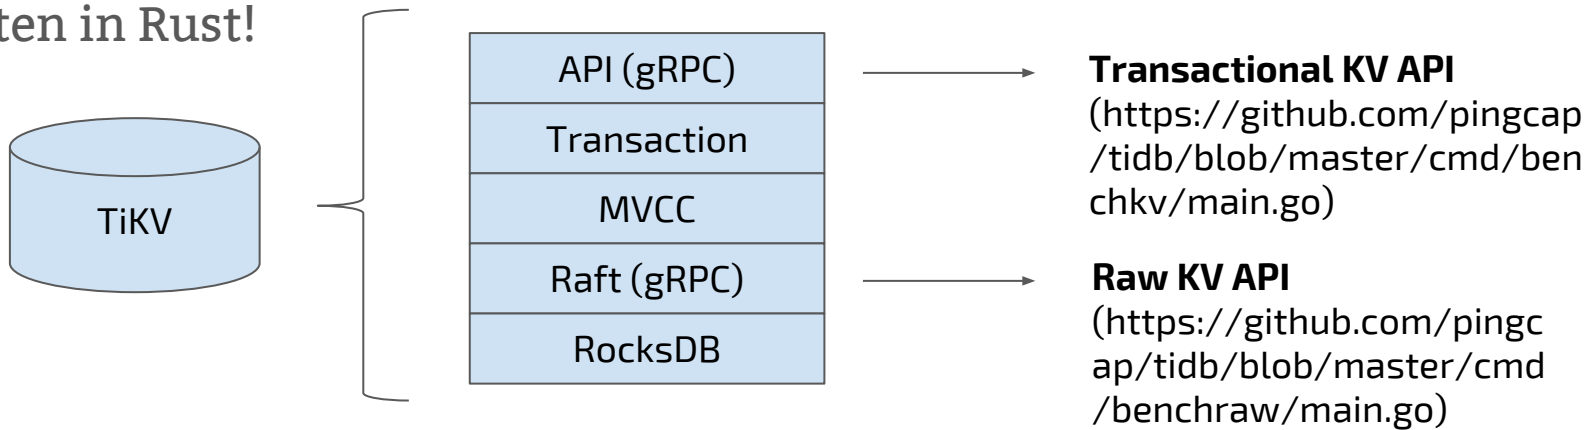 ten in Rust!
TiKV
API (gRPC)
Transaction
MVCC
Raft (gRPC)
RocksDB
Transactional KV API
(https://github.com/pingcap
/tidb/blob/master/cmd/ben
chkv/main.go)
Raw KV API
(https://github.com/pingc
ap/tidb/blob/master/cmd
/benchraw/main.go)